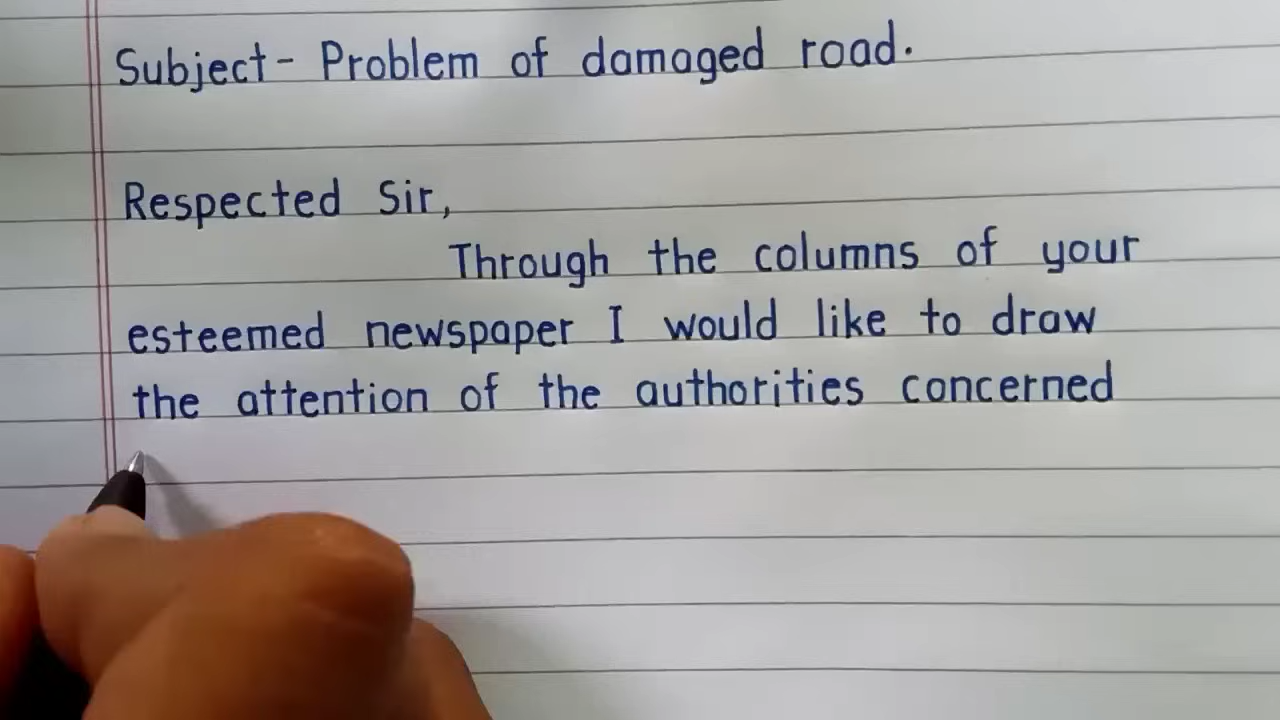 Subject- Problem of damaged road.
Respected Sir,
Through the columns of your
esteemed newspaper I would like to draw
the attention of the authorities concerned